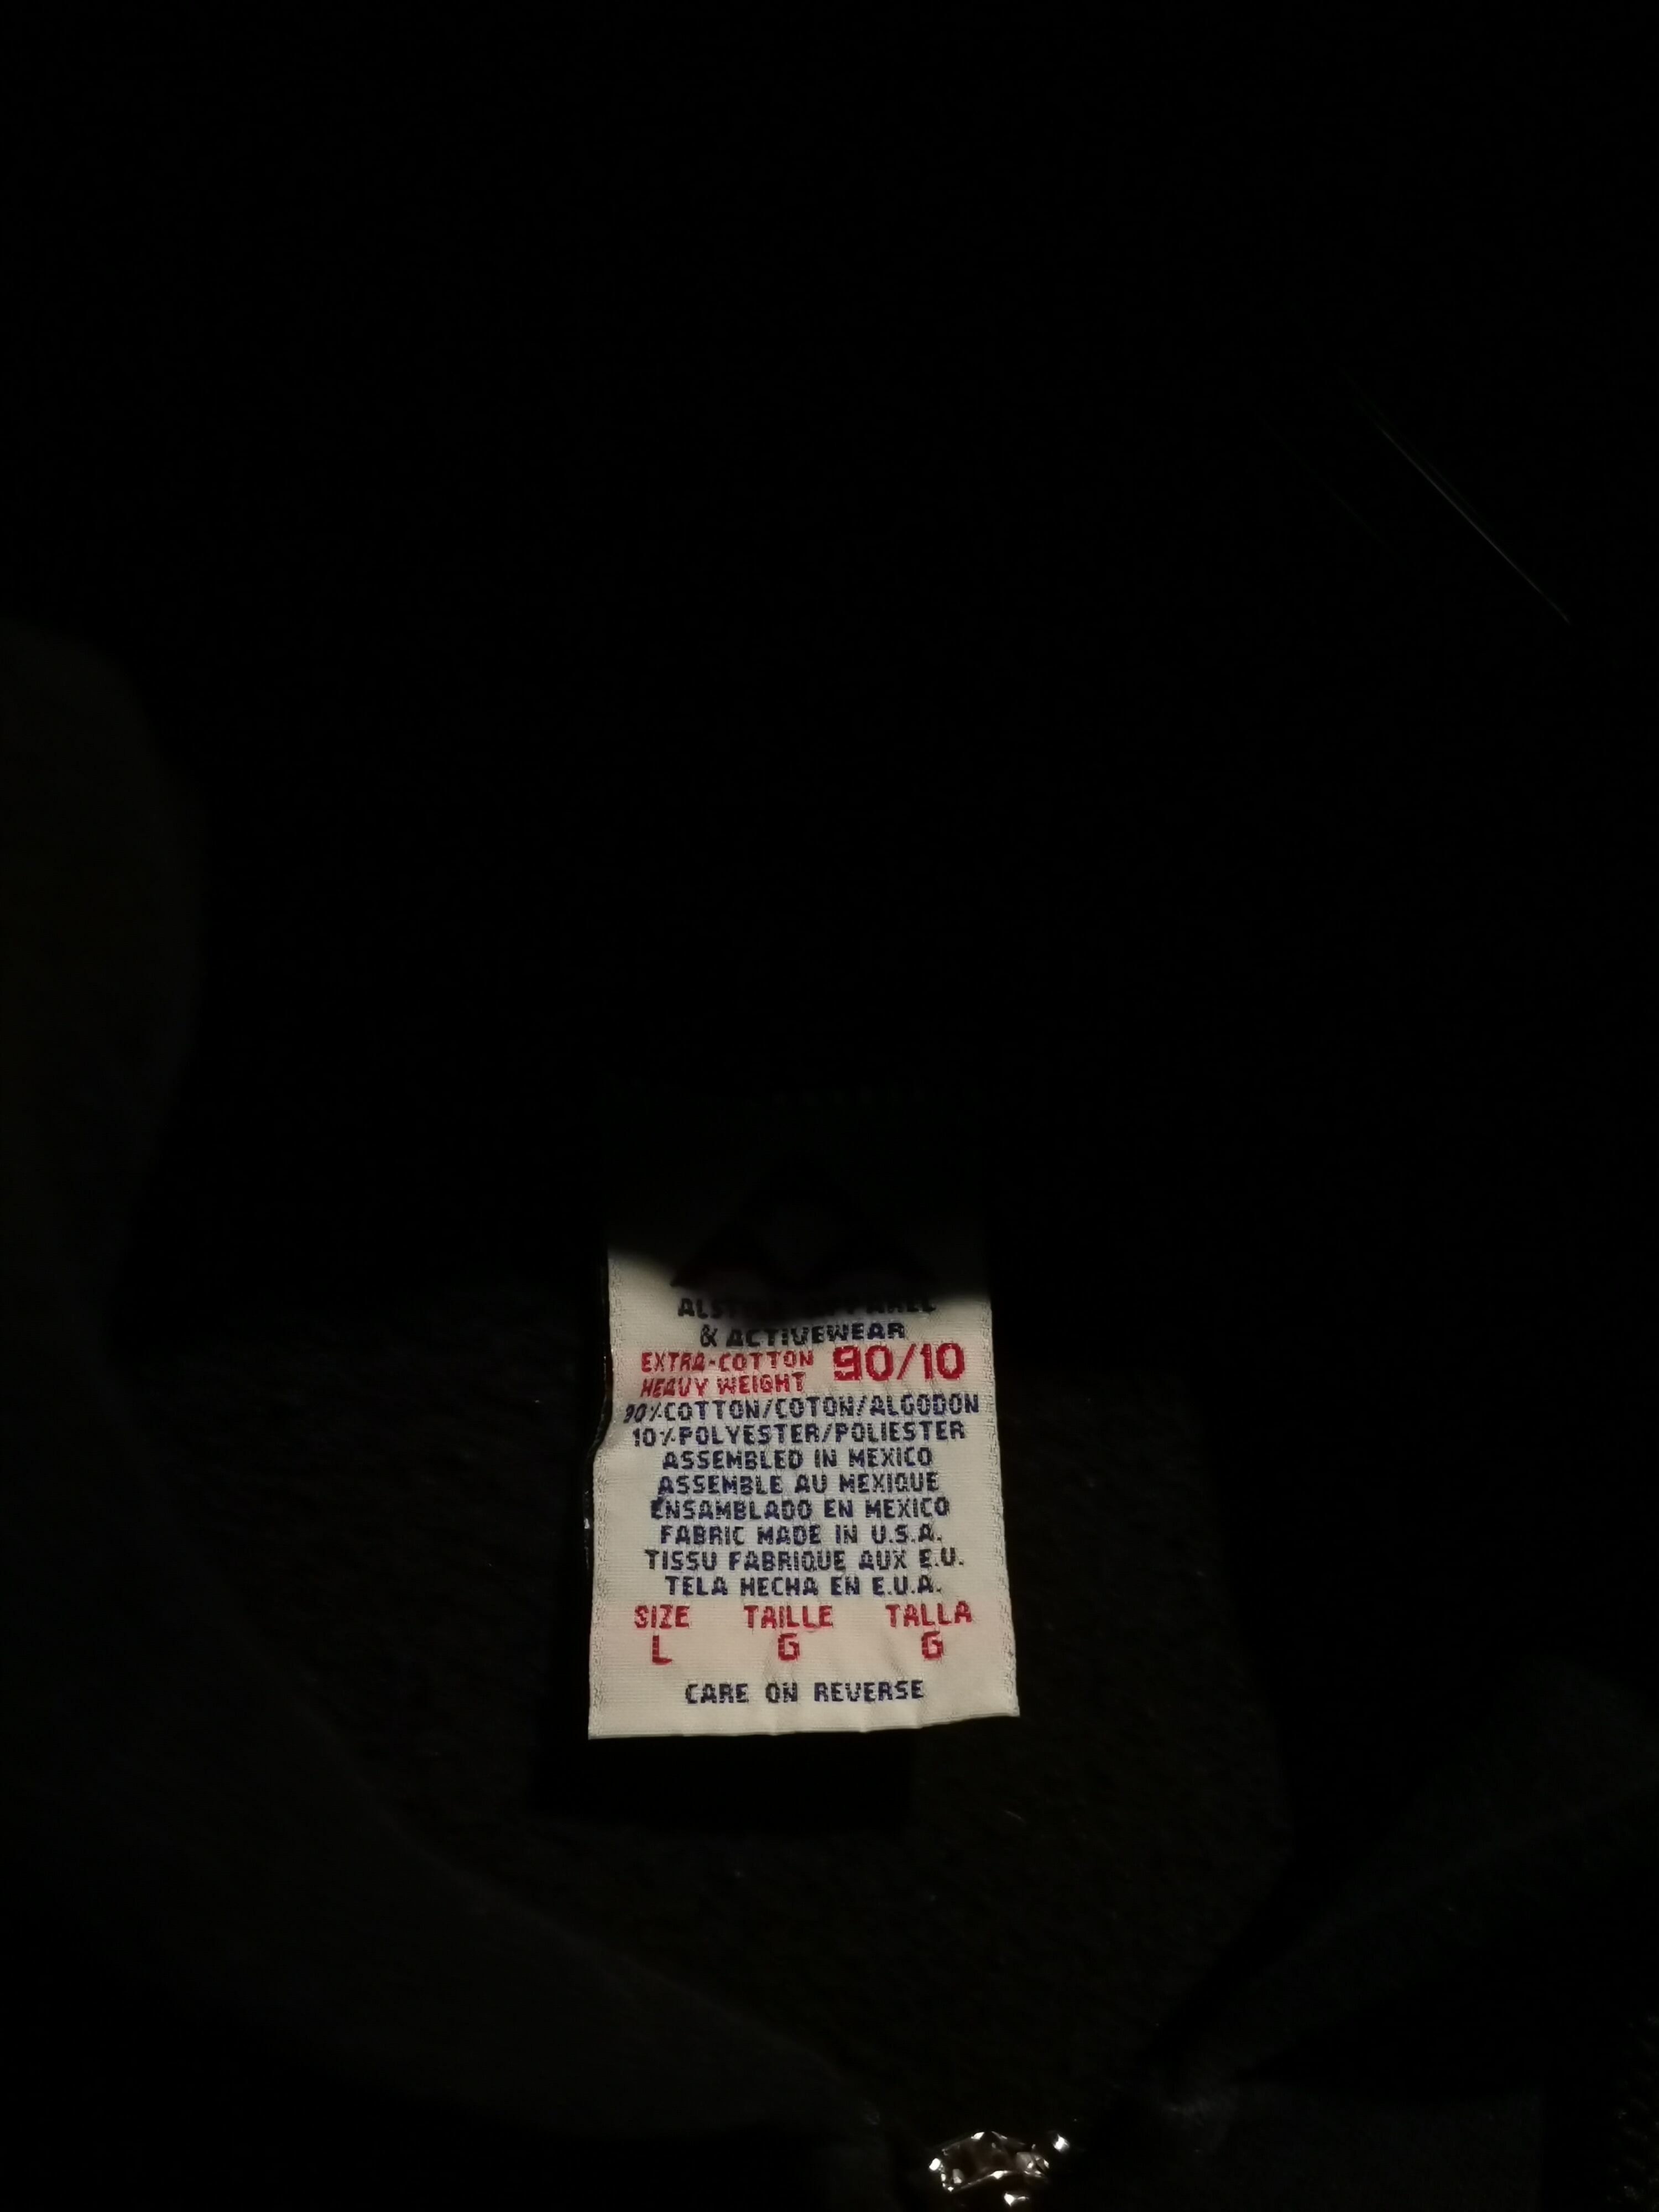 & ACTIVEWEAR
EXTRA-COTTON 90/10
HEAVY WEIGHT
90%COTTON/COTON/ALGODON
10%POLYESTER/POLIESTER
ASSEMBLED IN MEXICO
ASSEMBLE AU MEXIQUE
ENSAMBLADO EN MEXICO
FABRIC MADE IN U.S.A.
TISSU FABRIQUE AUX E.U.
TELA HECHA EN E.U.A.
SIZE TAILLE TALLA
L G G
CARE ON REVERSE